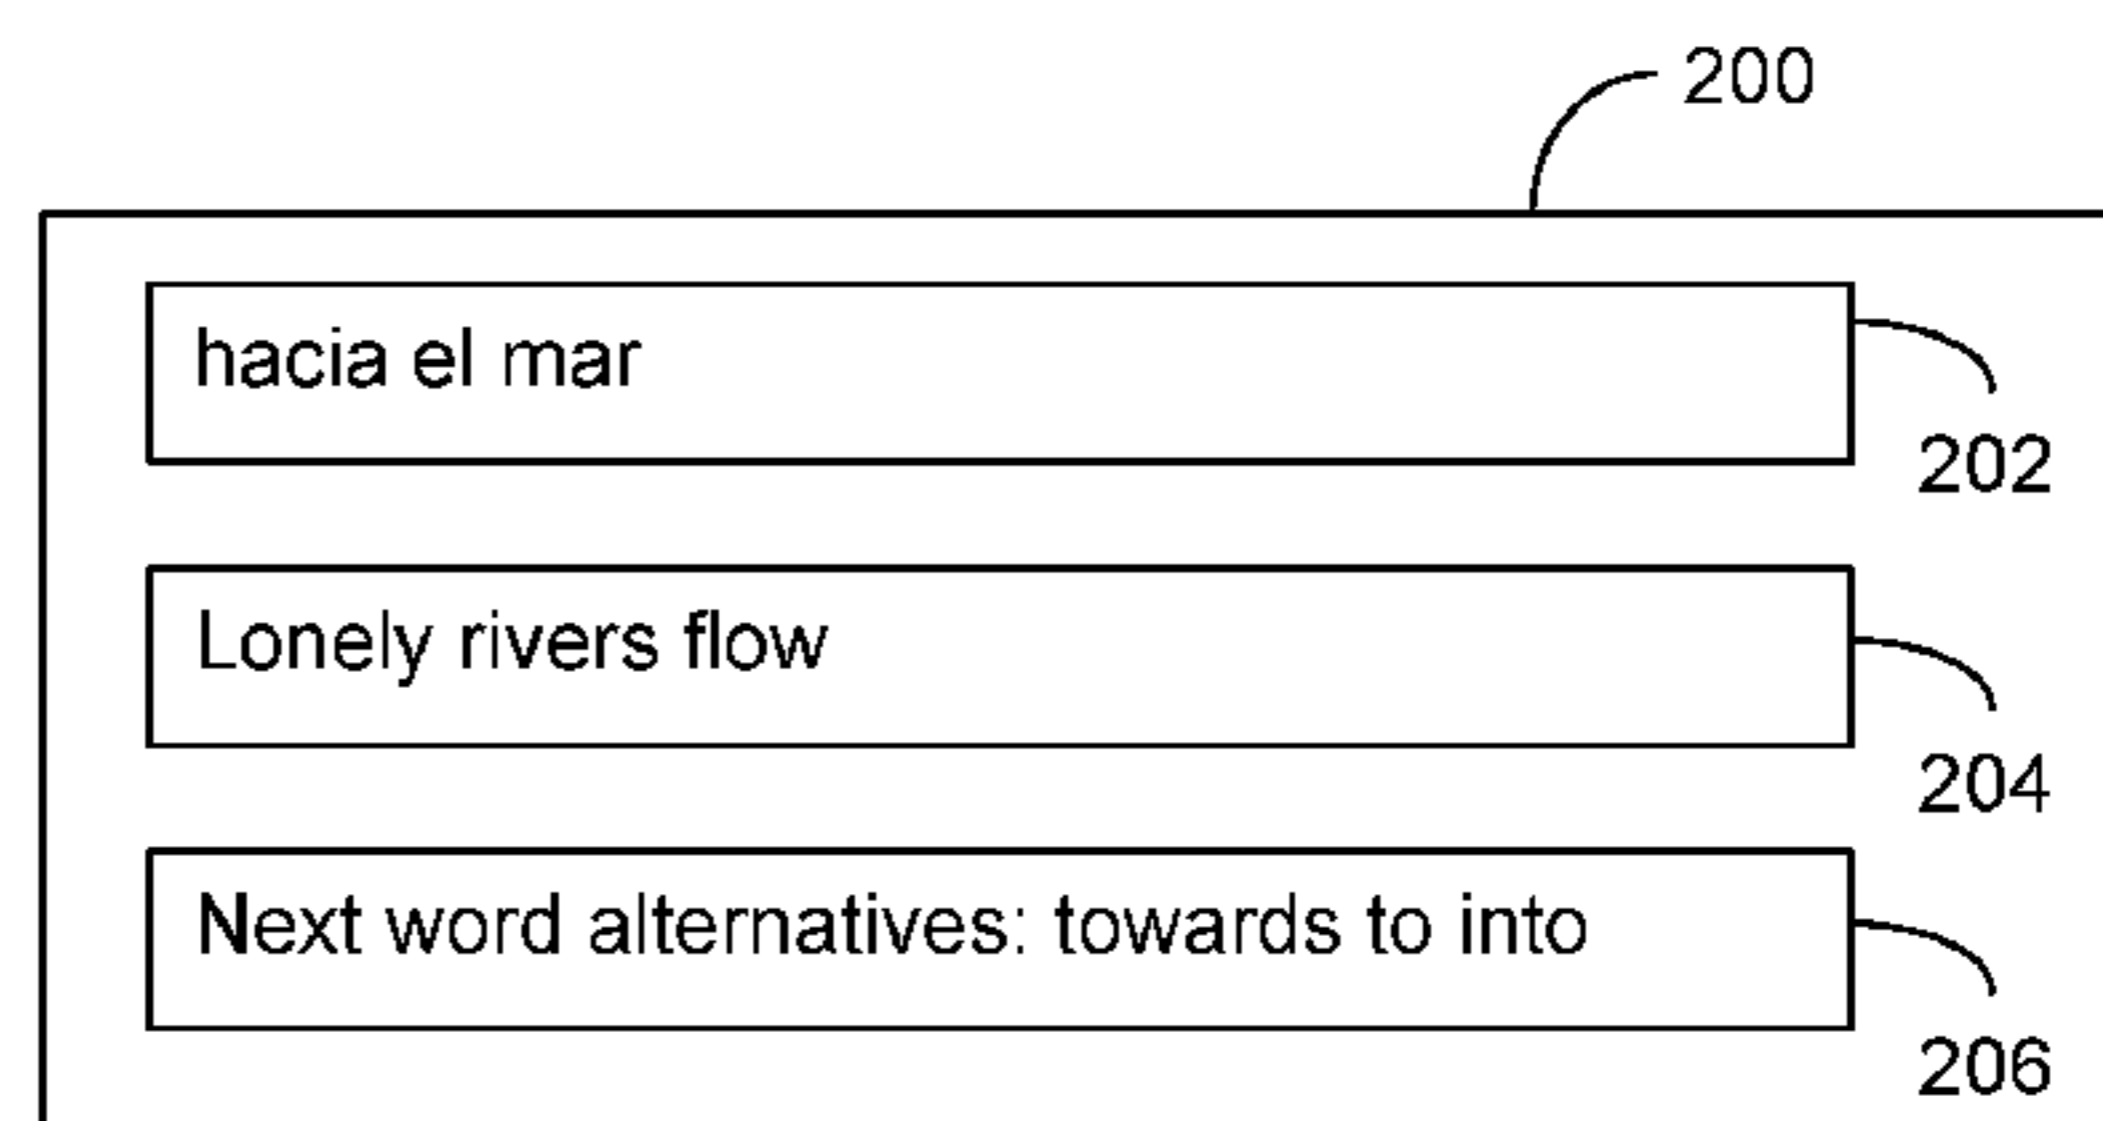 200
hacia el mar
202
Lonely rivers flow
204
Next word alternatives: towards to into
206